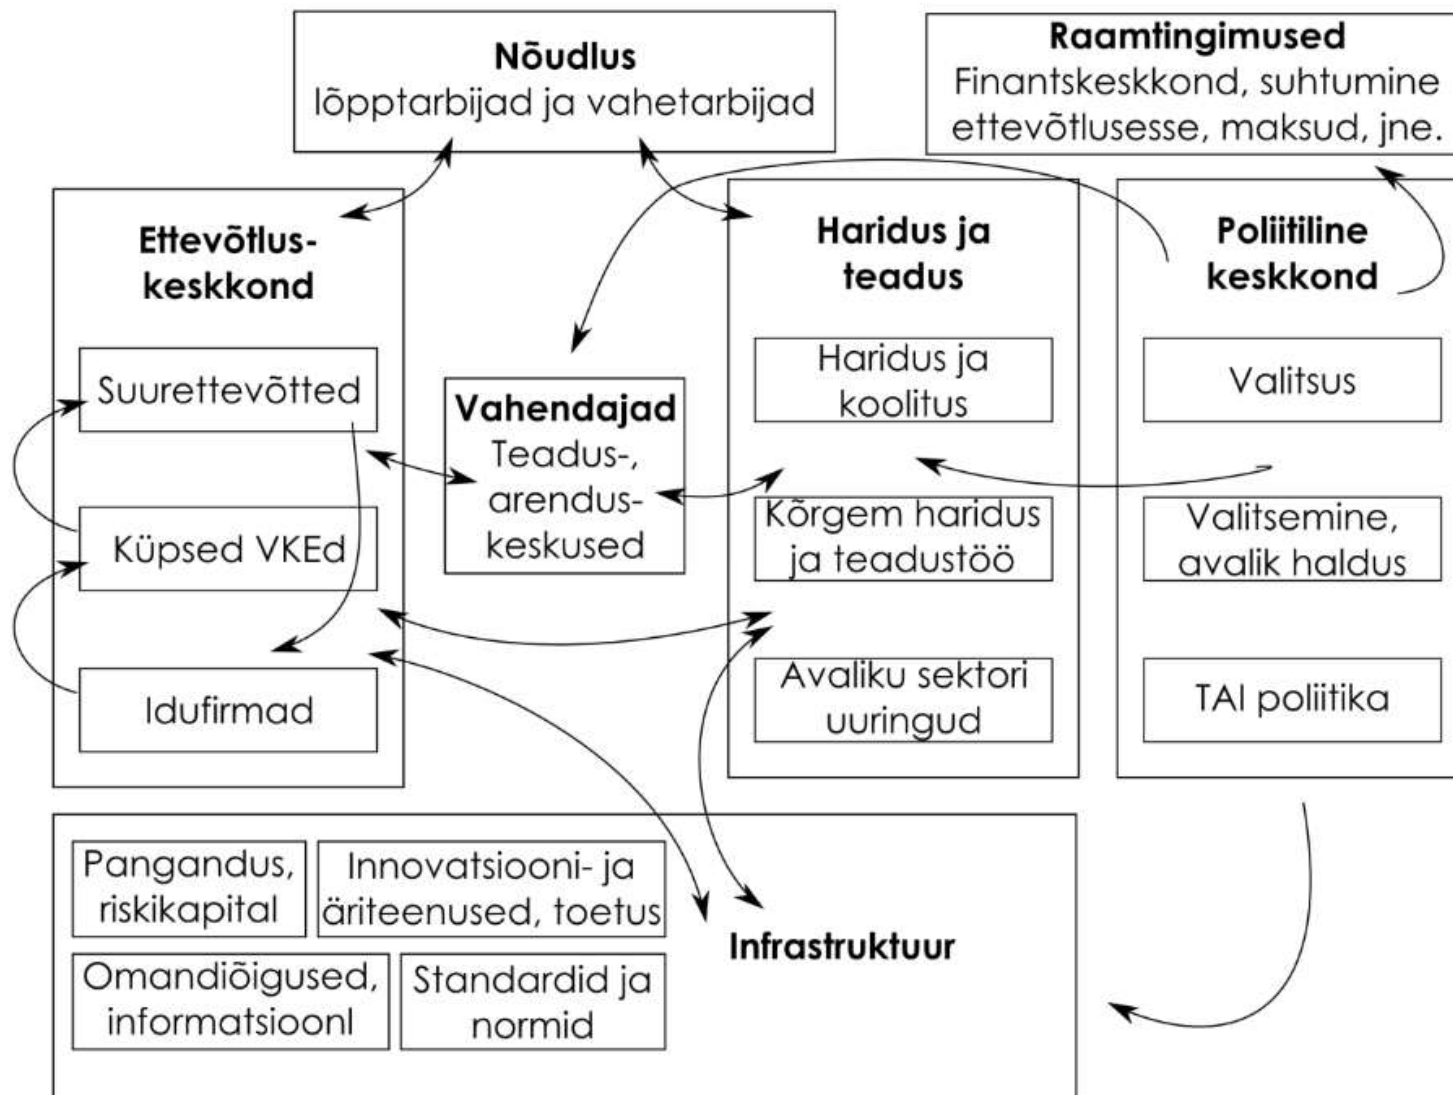 Nõudlus
lõpptarbijad ja vahetarbijad
Raamtingimused
Finantskeskkond, suhtumine
ettevõtlusesse, maksud, jne.
Ettevõtlus-
keskkond
Suurettevõtted
Küpsed VKEd
Idufirmad
Vahendajad
Teadus-,
arendus-
keskused
Haridus ja
teadus
Haridus ja
koolitus
Kõrgem haridus
ja teadustöö
Avaliku sektori
uuringud
Poliitiline
keskkond
Valitsus
Valitsemine,
avalik haldus
TAI poliitika
Pangandus,
riskikapital
Innovatsiooni- ja
äriteenused, toetus
Omandiõigused,
informatsioonl
Standardid ja
normid
Infrastruktuur